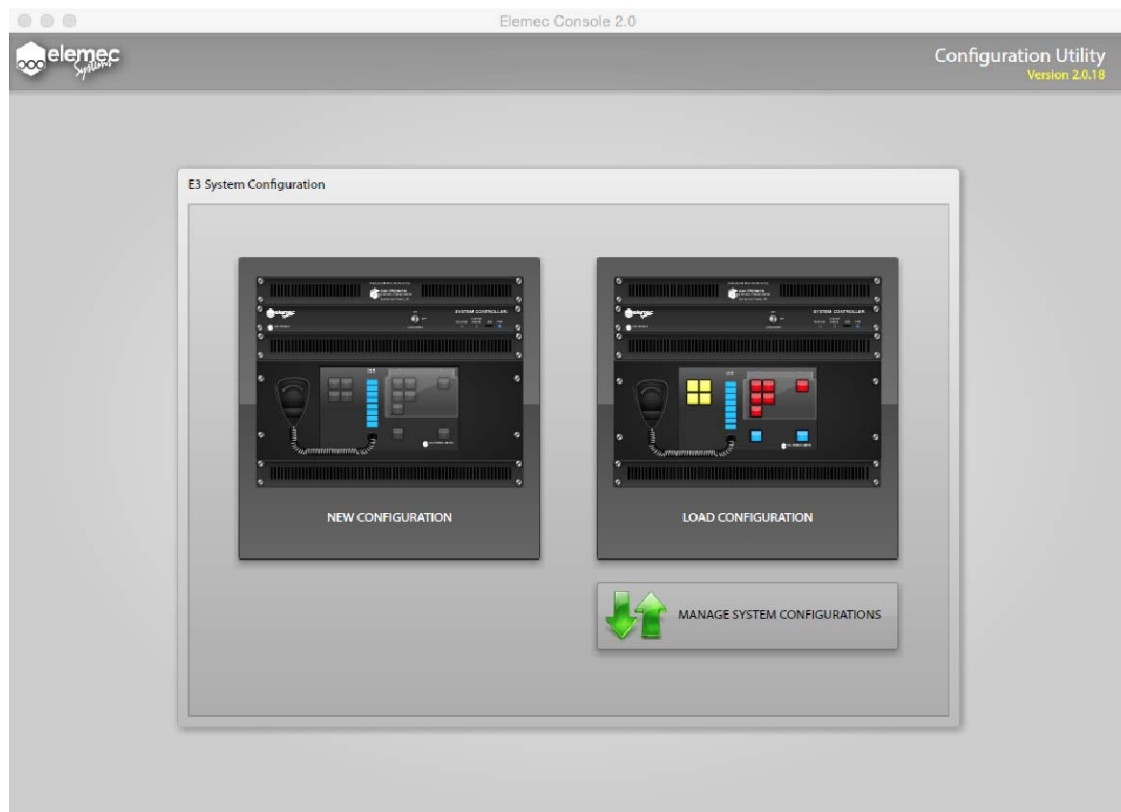 Elemec Console 2.0
elemec
Systems
Configuration Utility
Version 2.0.18
E3 System Configuration
SYSTEM CONTROLLER
SYSTEM CONTROLLER
NEW CONFIGURATION
LOAD CONFIGURATION
MANAGE SYSTEM CONFIGURATIONS